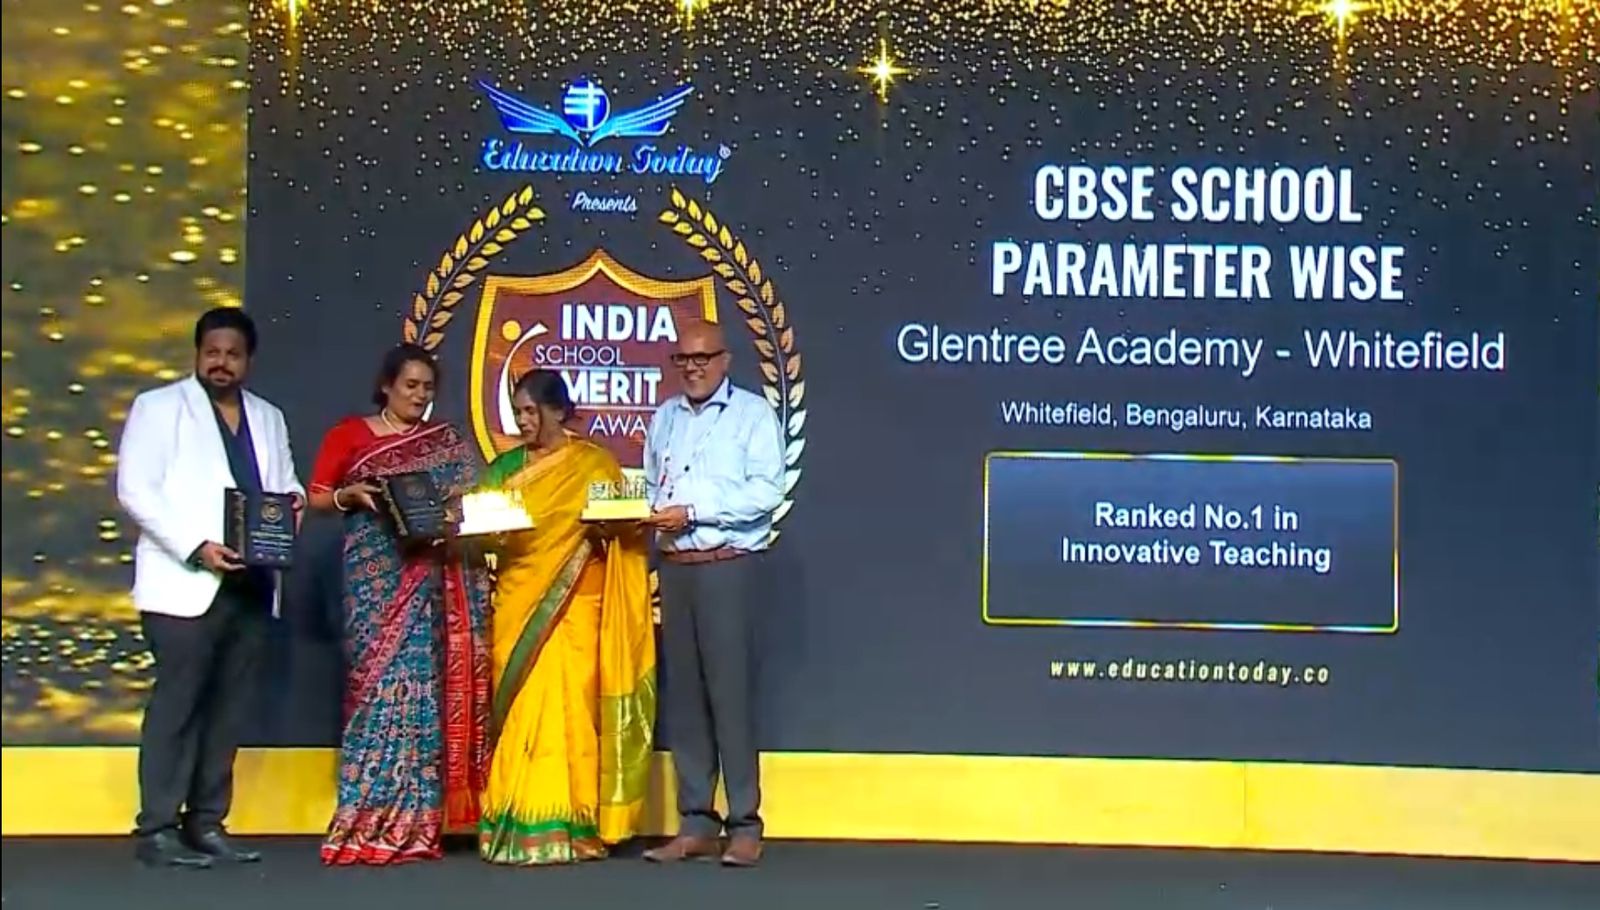 Education Today®
Presents
INDIA
SCHOOL
MERIT
AWA
CBSE SCHOOL
PARAMETER WISE
Glentree Academy - Whitefield
Whitefield, Bengaluru, Karnataka
Ranked No.1 in
Innovative Teaching
www.educationtoday.co